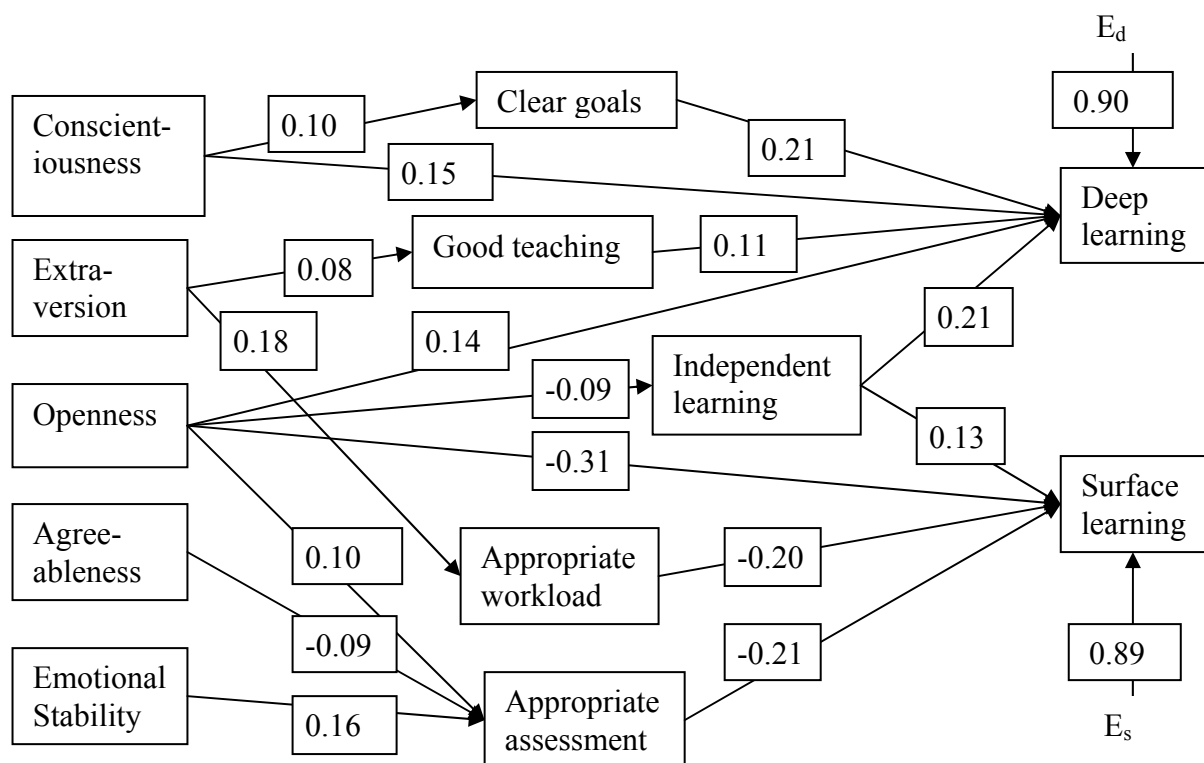 E_d
0.90
Conscient-
iousness
0.10
Clear goals
0.15
0.21
Deep
learning
Extra-
version
0.08
Good teaching
0.11
0.18
0.14
0.21
Openness
-0.09
Independent
learning
-0.31
0.13
Surface
learning
Agree-
ableness
0.10
Appropriate
workload
-0.20
-0.09
-0.21
0.89
Emotional
Stability
0.16
Appropriate
assessment
E_s